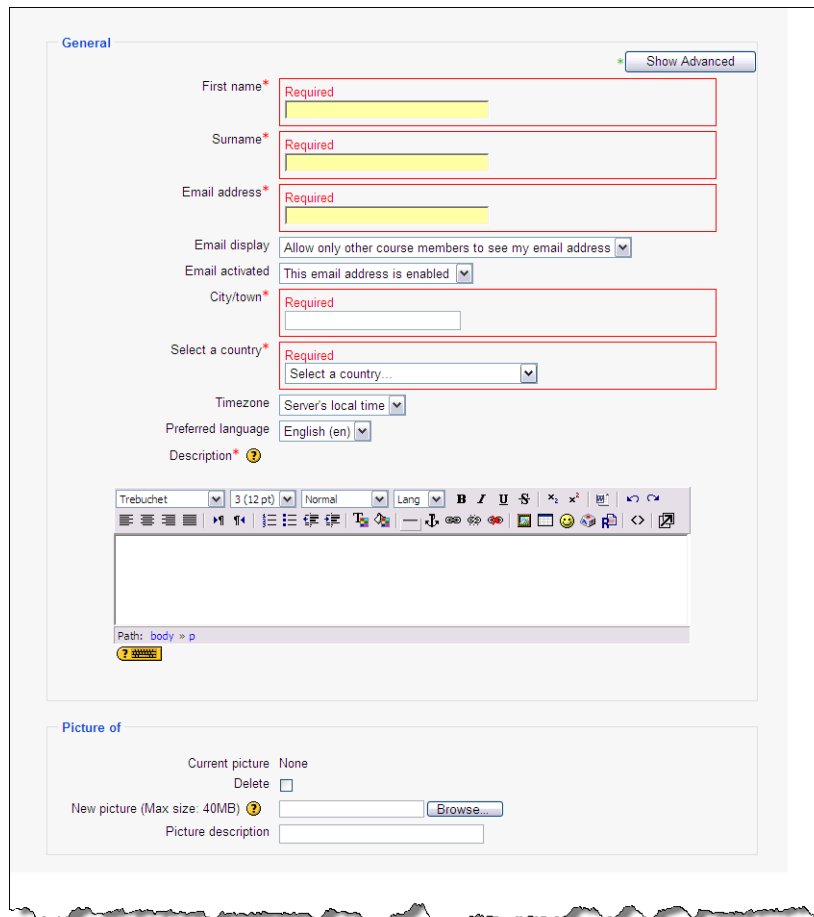 General
* Show Advanced
First name*
Required
Surname*
Required
Email address*
Required
Email display Allow only other course members to see my email address
Email activated This email address is enabled
City/town*
Required
Select a country*
Required
Select a country...
Timezone Server's local time
Preferred language English (en)
Description* ?
Trebuchet 3 (12 pt) Normal Lang B I U S x₂ x²
Path: body » p
?
Picture of
Current picture None
Delete
New picture (Max size: 40MB) ? Browse...
Picture description